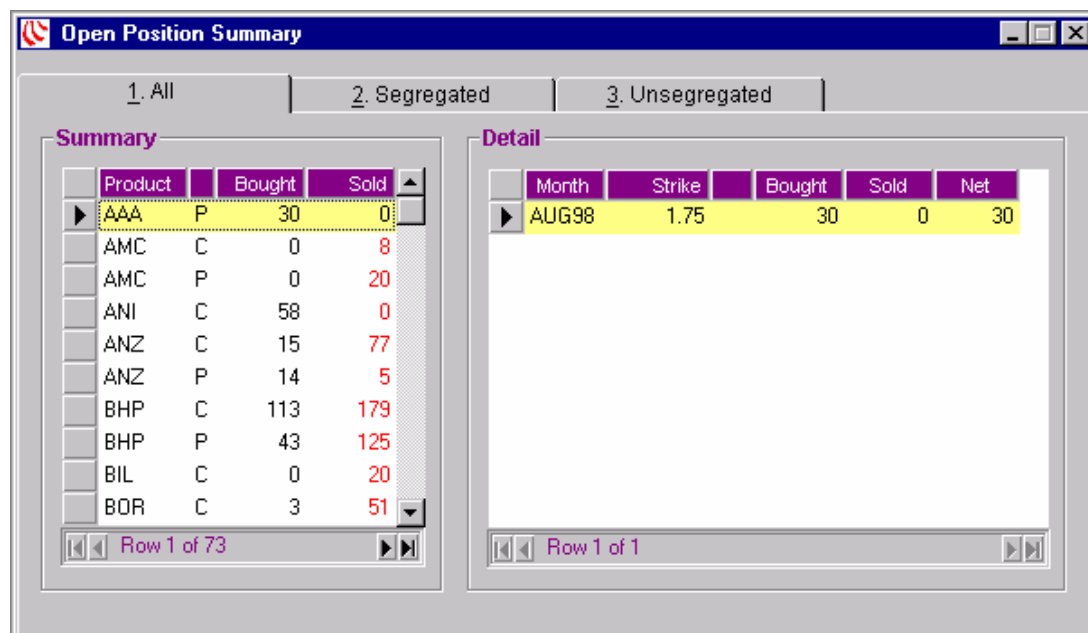 Open Position Summary
1. All 2. Segregated 3. Unsegregated
Summary
Product Bought Sold
AAA P 30 0
AMC C 0 8
AMC P 0 20
ANI C 58 0
ANZ C 15 77
ANZ P 14 5
BHP C 113 179
BHP P 43 125
BIL C 0 20
BOR C 3 51
Row 1 of 73
Detail
Month Strike Bought Sold Net
AUG98 1.75 30 0 30
Row 1 of 1